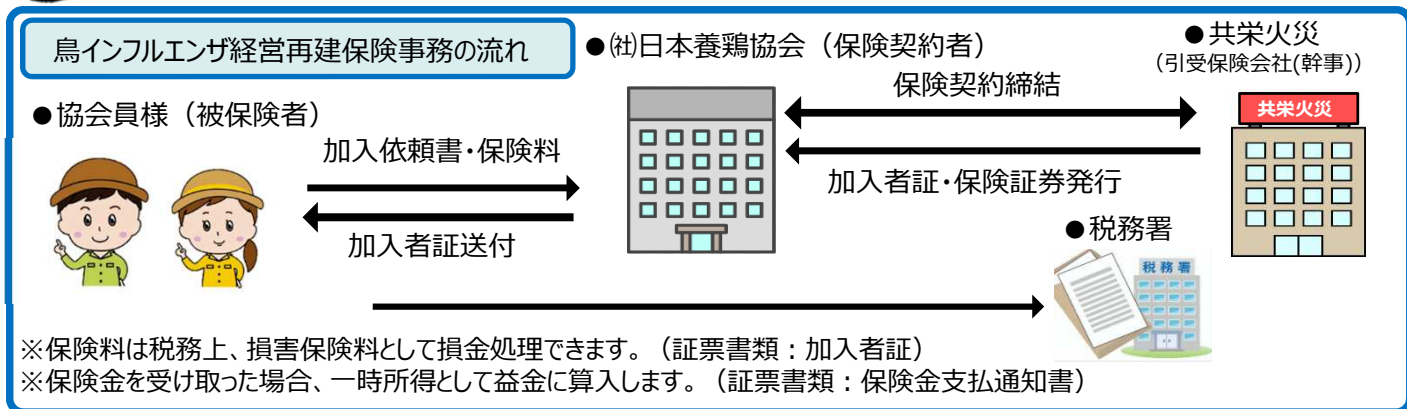 鳥インフルエンザ経営再建保険事務の流れ
●㈳日本養鶏協会（保険契約者）
●共栄火災
（引受保険会社(幹事)）
●協会員様（被保険者）
保険契約締結
共栄火災
加入依頼書･保険料
加入者証･保険証券発行
加入者証送付
●税務署
税務署
※保険料は税務上、損害保険料として損金処理できます。（証票書類：加入者証）
※保険金を受け取った場合、一時所得として益金に算入します。（証票書類：保険金支払通知書）